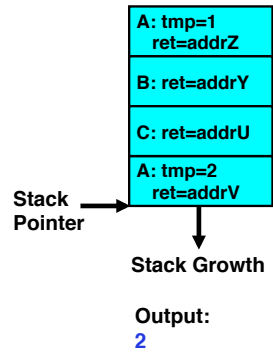 A: tmp=1
ret=addrZ
B: ret=addrY
C: ret=addrU
A: tmp=2
ret=addrV
Stack
Pointer
Stack Growth
Output:
2